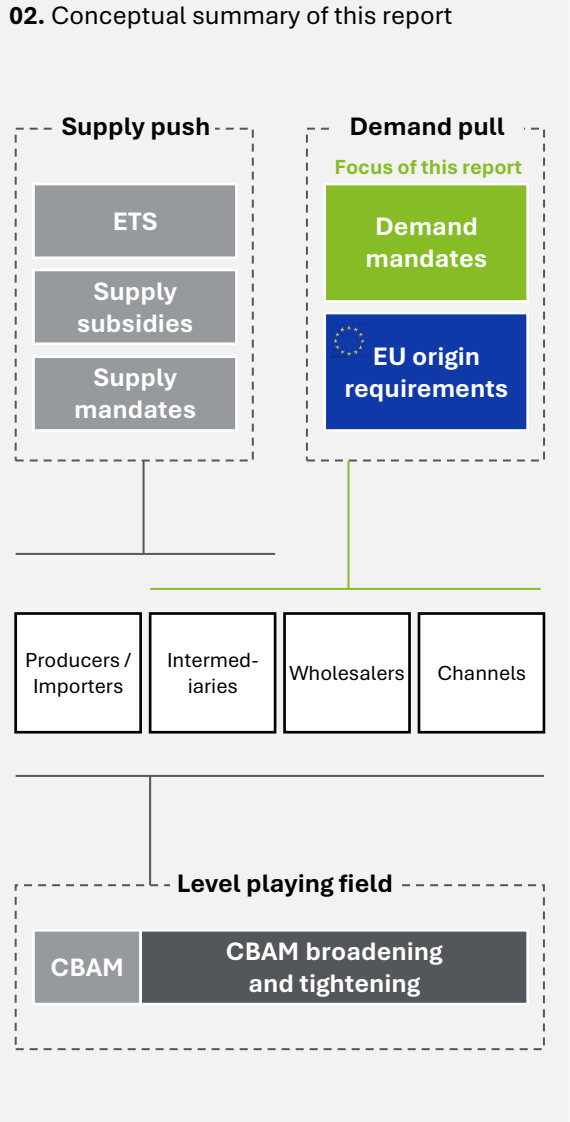 02. Conceptual summary of this report
Supply push
ETS
Supply
subsidies
Supply
mandates
Demand pull
Focus of this report
Demand
mandates
EU origin
requirements
Producers /
Importers
Intermed-
iaries
Wholesalers
Channels
Level playing field
CBAM
CBAM broadening
and tightening